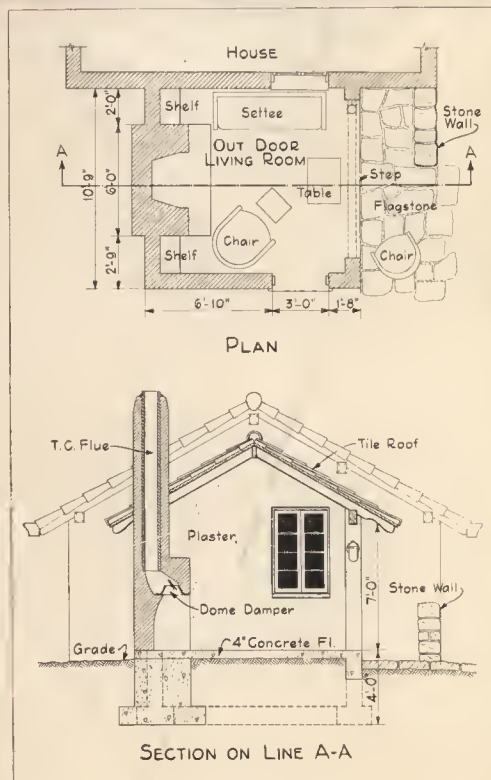 HOUSE
Shelf
Settee
Stone
Wall
2'-0"
OUT DOOR
LIVING ROOM
A
A
10'-9"
6'-0"
Step
Table
Flagstone
2'-9"
Shelf
Chair
Chair
6'-10"
3'-0"
1'-8"
PLAN
T.C. Flue
Tile Roof
Plaster
Dome Damper
7'-0"
Stone Wall
Grade
4" Concrete Fl.
4'-0"
SECTION ON LINE A-A